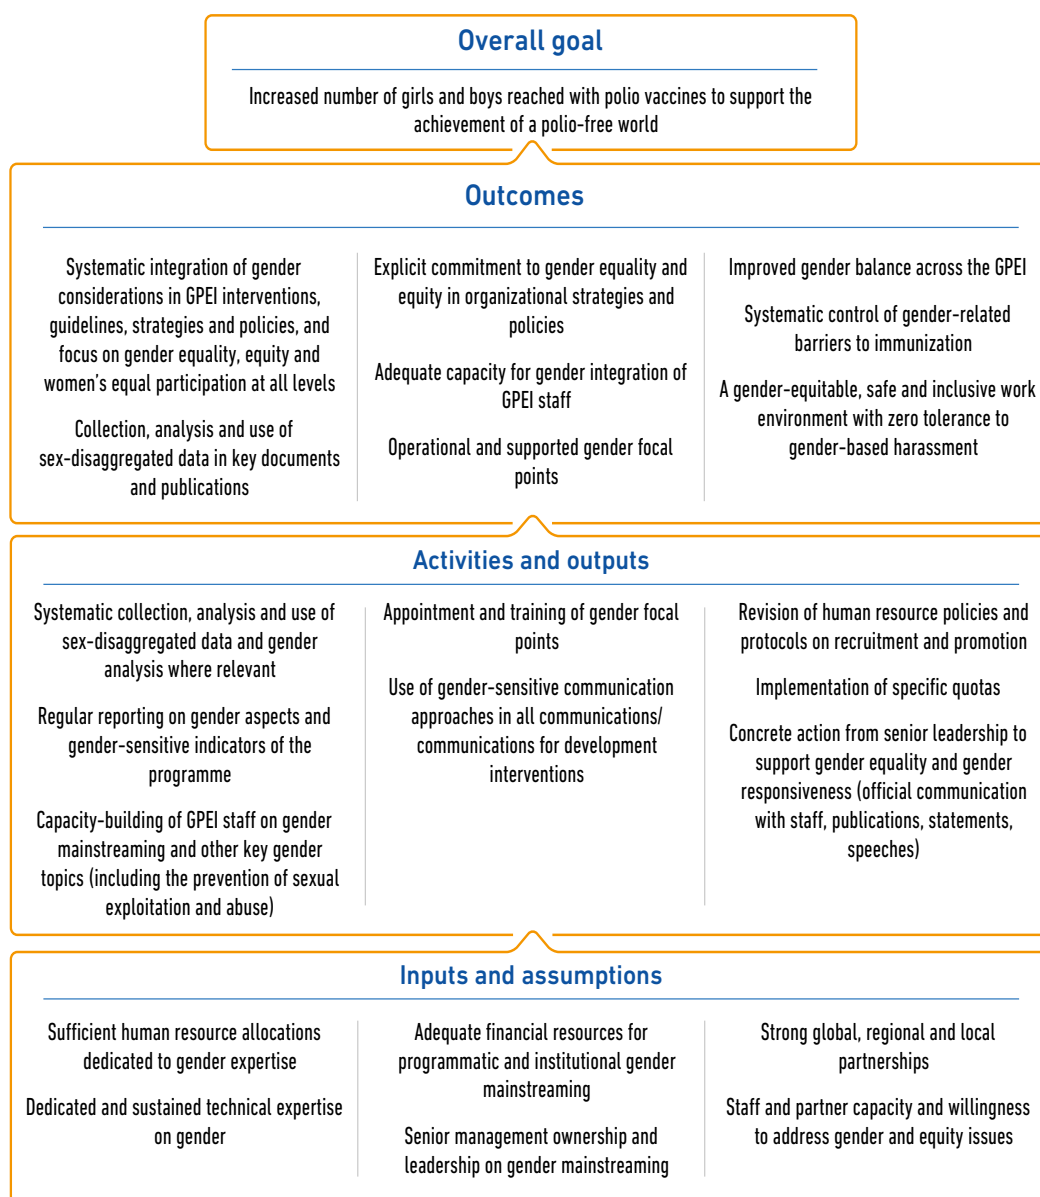 Overall goal
Increased number of girls and boys reached with polio vaccines to support the
achievement of a polio-free world
Outcomes
Systematic integration of gender
considerations in GPEI interventions,
guidelines, strategies and policies, and
focus on gender equality, equity and
women's equal participation at all levels
Collection, analysis and use of
sex-disaggregated data in key documents
and publications
Explicit commitment to gender equality and
equity in organizational strategies and
policies
Adequate capacity for gender integration of
GPEI staff
Operational and supported gender focal
points
Improved gender balance across the GPEI
Systematic control of gender-related
barriers to immunization
A gender-equitable, safe and inclusive work
environment with zero tolerance to
gender-based harassment
Activities and outputs
Systematic collection, analysis and use of
sex-disaggregated data and gender
analysis where relevant
Regular reporting on gender aspects and
gender-sensitive indicators of the
programme
Capacity-building of GPEI staff on gender
mainstreaming and other key gender
topics (including the prevention of sexual
exploitation and abuse)
Appointment and training of gender focal
points
Use of gender-sensitive communication
approaches in all communications/
communications for development
interventions
Revision of human resource policies and
protocols on recruitment and promotion
Implementation of specific quotas
Concrete action from senior leadership to
support gender equality and gender
responsiveness (official communication
with staff, publications, statements,
speeches)
Inputs and assumptions
Sufficient human resource allocations
dedicated to gender expertise
Dedicated and sustained technical expertise
on gender
Adequate financial resources for
programmatic and institutional gender
mainstreaming
Senior management ownership and
leadership on gender mainstreaming
Strong global, regional and local
partnerships
Staff and partner capacity and willingness
to address gender and equity issues